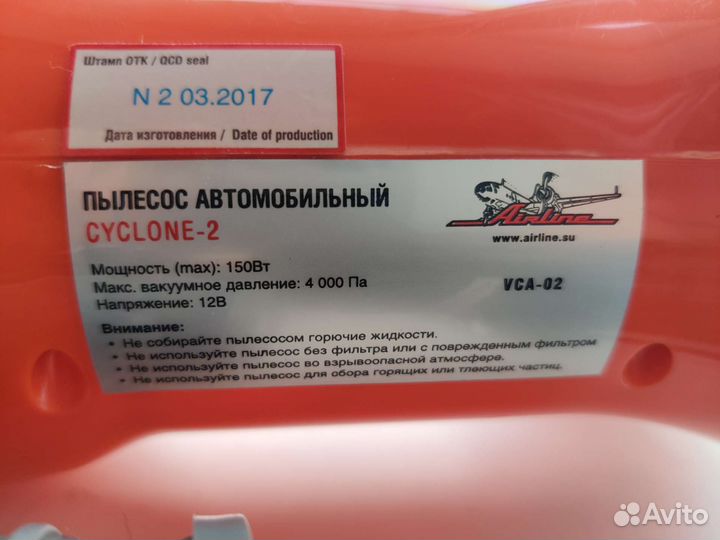 Штамп ОТК / QCD seal
N 2 03.2017
Дата изготовления / Date of production
ПЫЛЕСОС АВТОМОБИЛЬНЫЙ
CYCLONE-2
Airline
www.airline.su
Мощность (max): 150Вт
Макс. вакуумное давление: 4 000 Па
Напряжение: 12В
VCA-02
Внимание:
• Не собирайте пылесосом горючие жидкости.
• Не используйте пылесос без фильтра или с поврежденным фильтром
• Не используйте пылесос во взрывоопасной атмосфере.
• Не используйте пылесос для сбора горящих или тлеющих частиц.
Avito